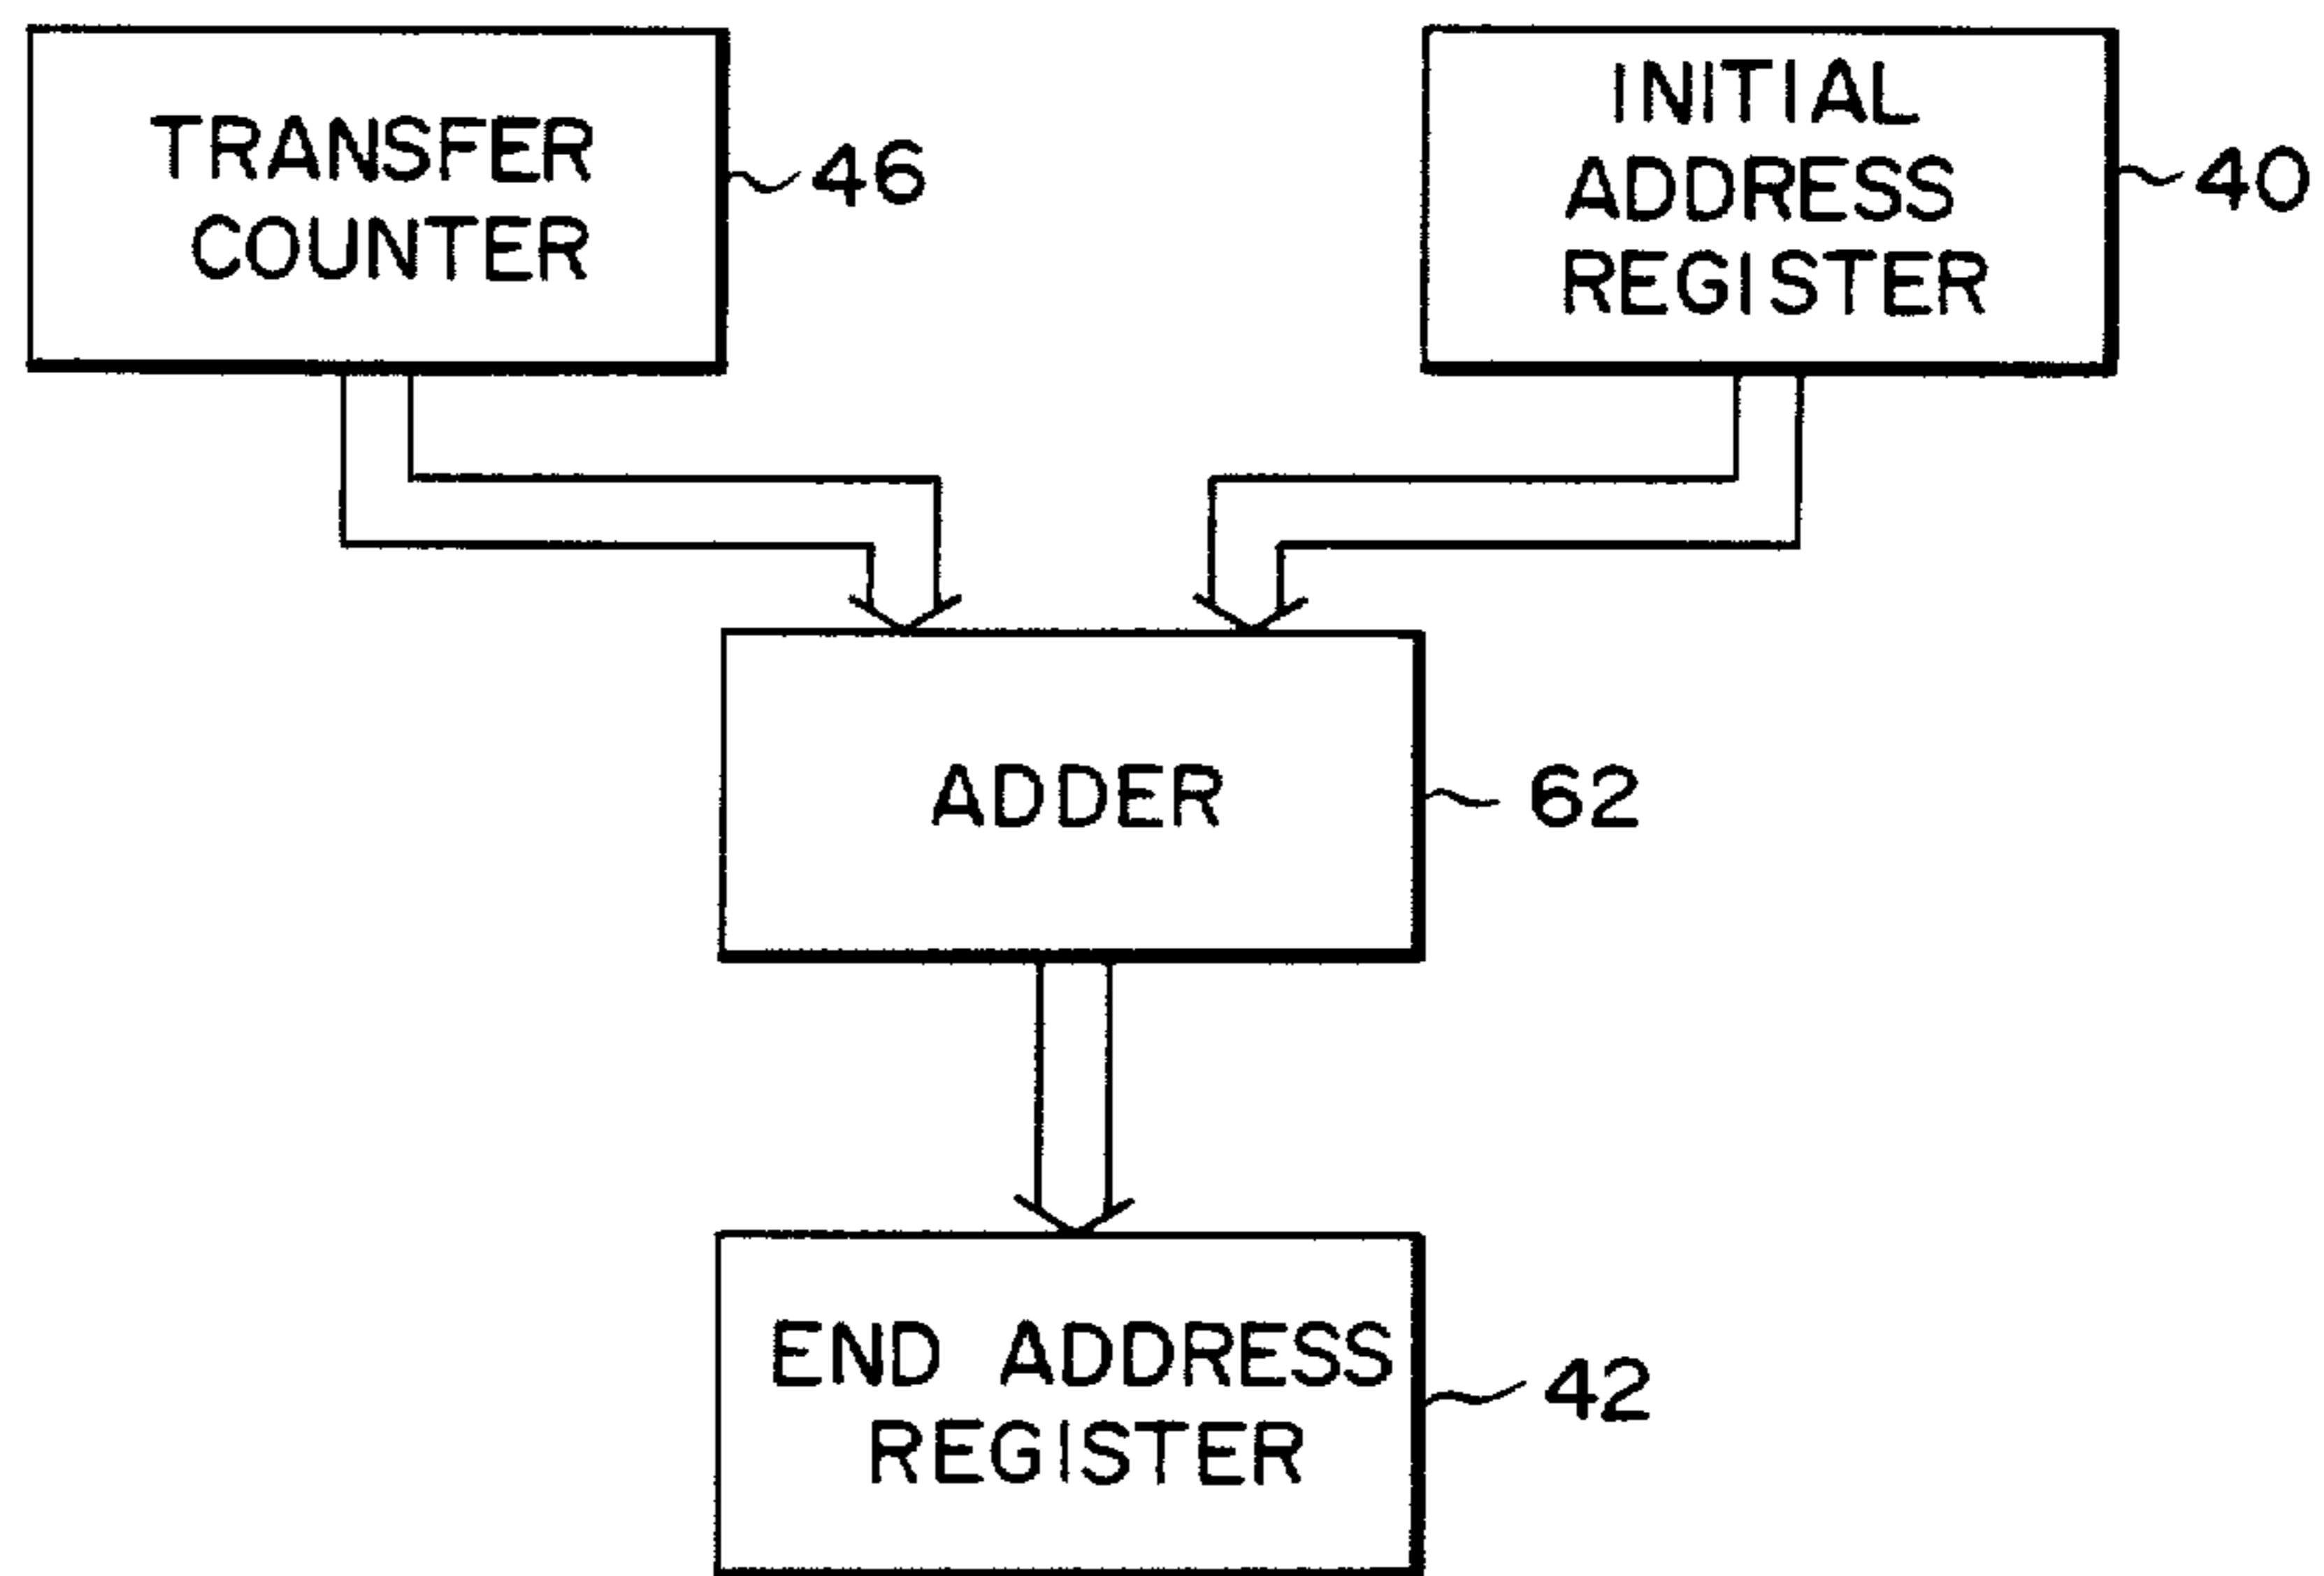 TRANSFER
COUNTER
46
INITIAL
ADDRESS
REGISTER
40
ADDER
62
END ADDRESS
REGISTER
42